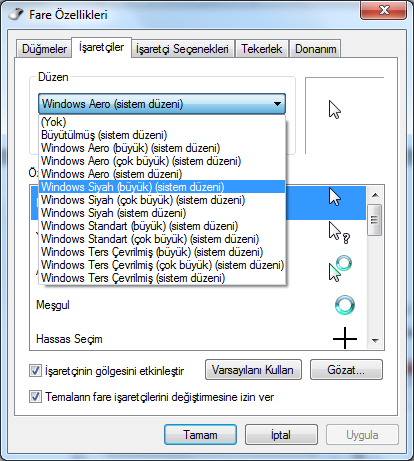 Fare Özellikleri
Düğmeler İşaretçiler İşaretçi Seçenekleri Tekerlek Donanım
Düzen
Windows Aero (sistem düzeni)
(Yok)
Büyütülmüş (sistem düzeni)
Windows Aero (büyük) (sistem düzeni)
Windows Aero (çok büyük) (sistem düzeni)
Windows Aero (sistem düzeni)
Windows Siyah (büyük) (sistem düzeni)
Windows Siyah (çok büyük) (sistem düzeni)
Windows Siyah (sistem düzeni)
Windows Standart (büyük) (sistem düzeni)
Windows Standart (çok büyük) (sistem düzeni)
Windows Ters Çevrilmiş (büyük) (sistem düzeni)
Windows Ters Çevrilmiş (çok büyük) (sistem düzeni)
Windows Ters Çevrilmiş (sistem düzeni)
Meşgul
Hassas Seçim
İşaretçinin gölgesini etkinleştir Varsayılanı Kullan Gözat...
Temaların fare işaretçilerini değiştirmesine izin ver
Tamam İptal Uygula